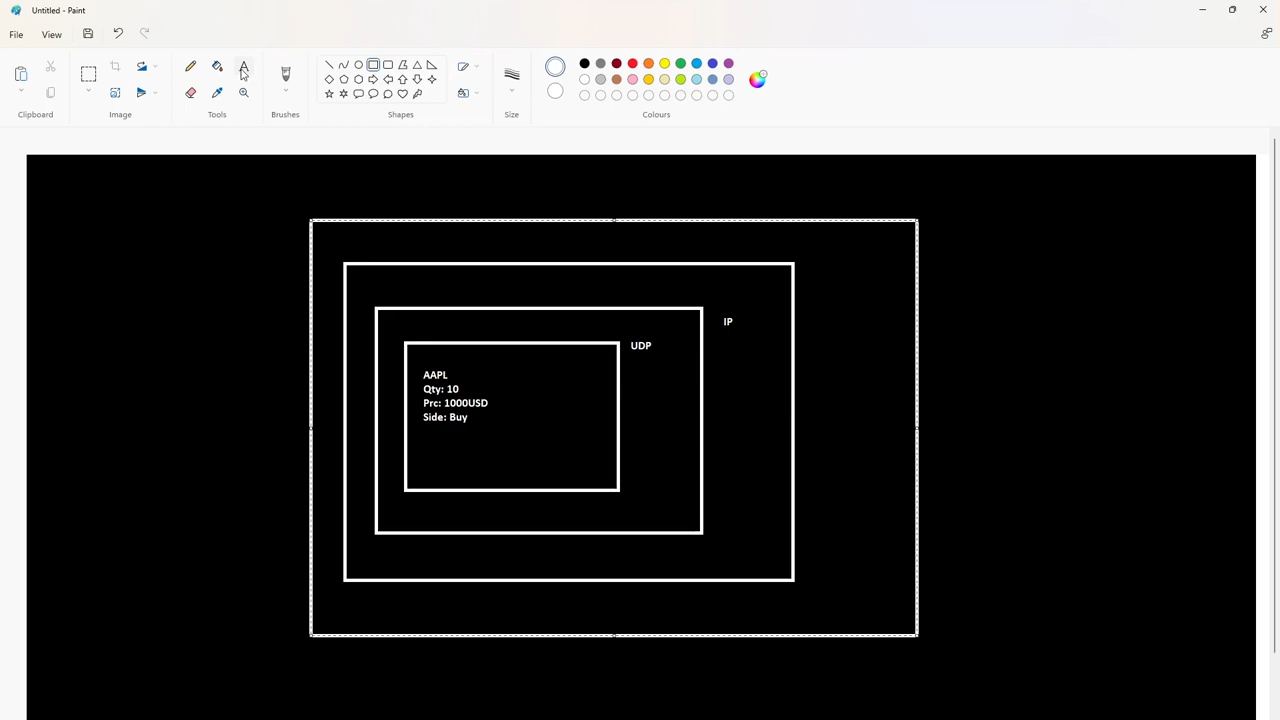 Untitled - Paint
File
View
Clipboard
Image
Tools
Brushes
Shapes
Size
Colours
IP
UDP
AAPL
Qty: 10
Prc: 1000USD
Side: Buy